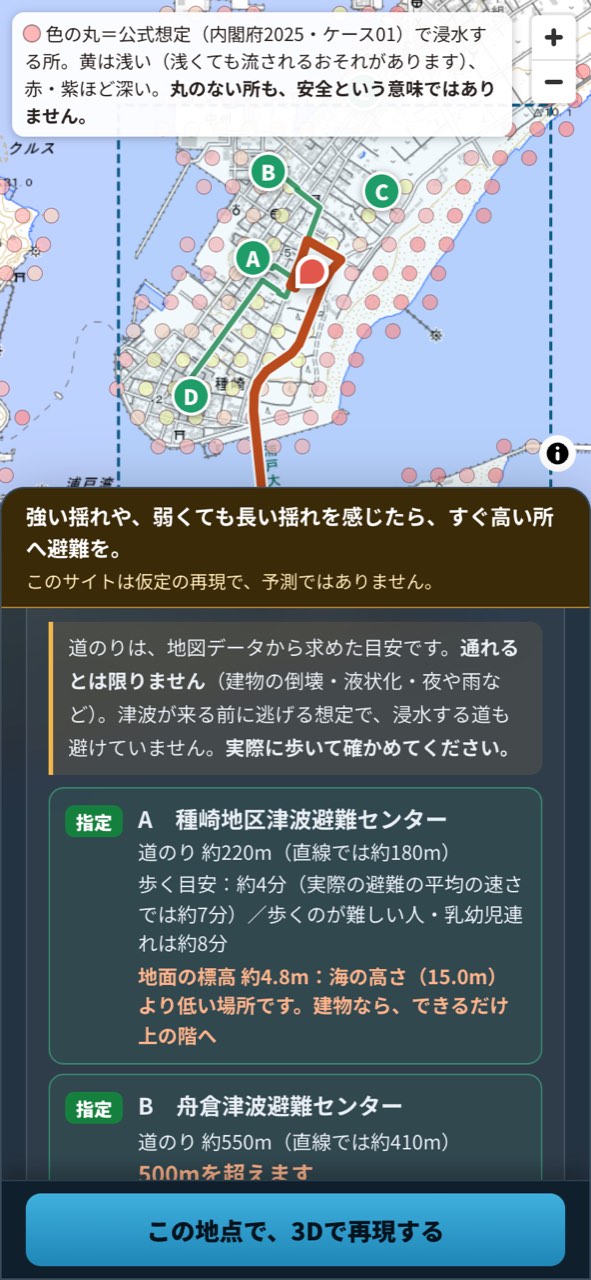 色の丸＝公式想定（内閣府2025・ケース01）で浸水す
る所。黄は浅い（浅くても流されるおそれがあります）、
赤・紫ほど深い。丸のない所も、安全という意味ではあり
ません。
+
−
クルス
B
C
A
D
種崎
浦戸湾
i
強い揺れや、弱くても長い揺れを感じたら、すぐ高い所
へ避難を。
このサイトは仮定の再現で、予測ではありません。
道のりは、地図データから求めた目安です。通れる
とは限りません（建物の倒壊・液状化・夜や雨な
ど）。津波が来る前に逃げる想定で、浸水する道も
避けていません。実際に歩いて確かめてください。
指定 A　種崎地区津波避難センター
道のり 約220m（直線では約180m）
歩く目安：約4分（実際の避難の平均の速さ
では約7分）／歩くのが難しい人・乳幼児連
れは約8分
地面の標高 約4.8m：海の高さ（15.0m）
より低い場所です。建物なら、できるだけ
上の階へ
指定 B　舟倉津波避難センター
道のり 約550m（直線では約410m）
500mを超えます
この地点で、3Dで再現する